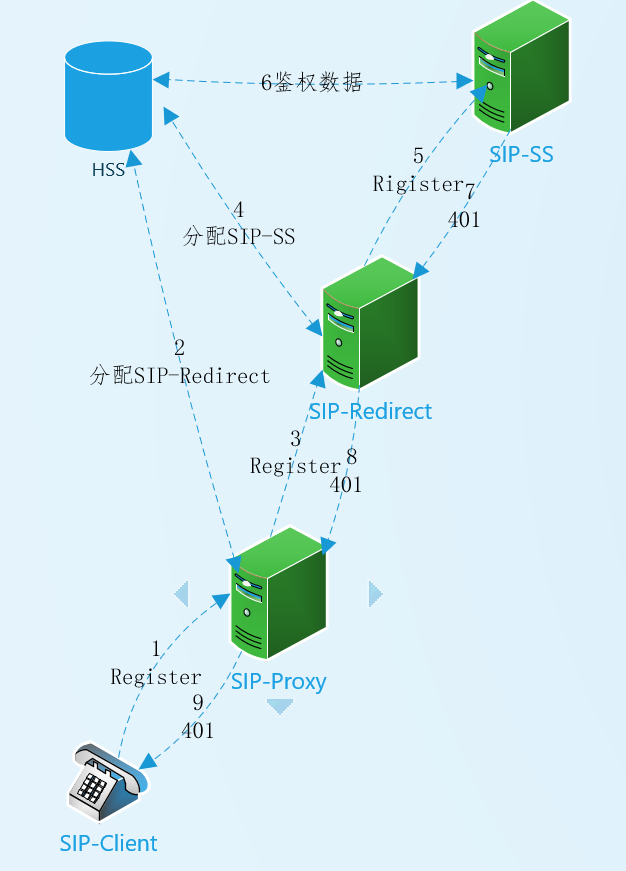 6鉴权数据
HSS
SIP-SS
5
Rigister
7
401
4
分配SIP-SS
2
分配SIP-Redirect
SIP-Redirect
3
Register
8
401
1
Register
SIP-Proxy
9
401
SIP-Client